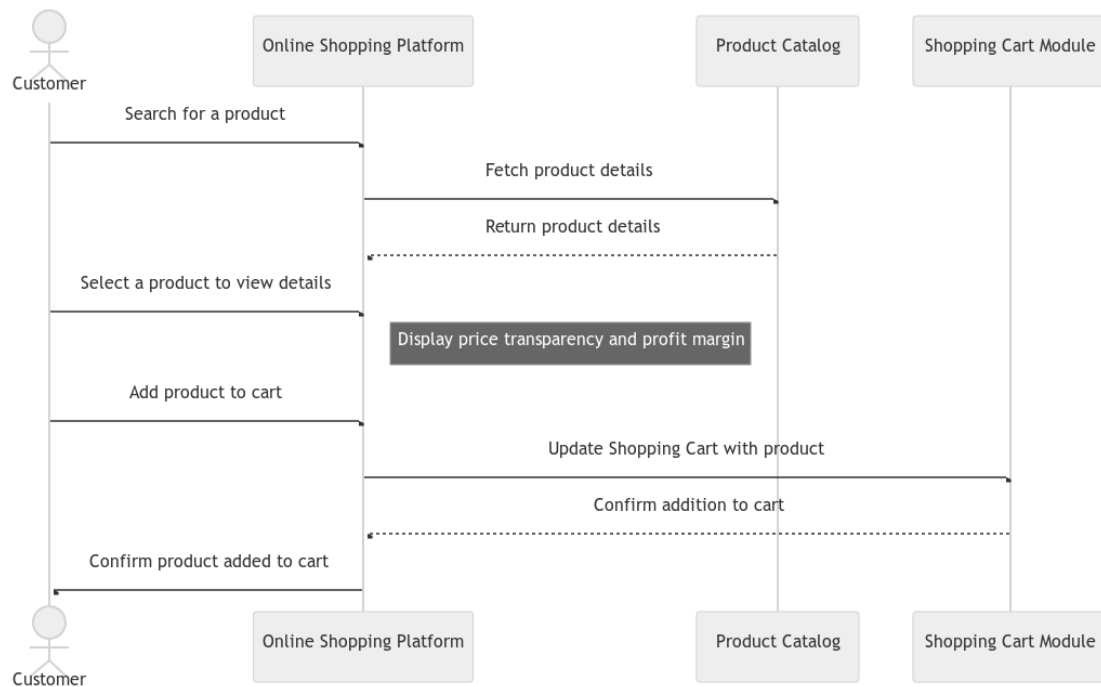 Customer
Online Shopping Platform
Product Catalog
Shopping Cart Module
Search for a product
Fetch product details
Return product details
Select a product to view details
Display price transparency and profit margin
Add product to cart
Update Shopping Cart with product
Confirm addition to cart
Confirm product added to cart
Customer
Online Shopping Platform
Product Catalog
Shopping Cart Module